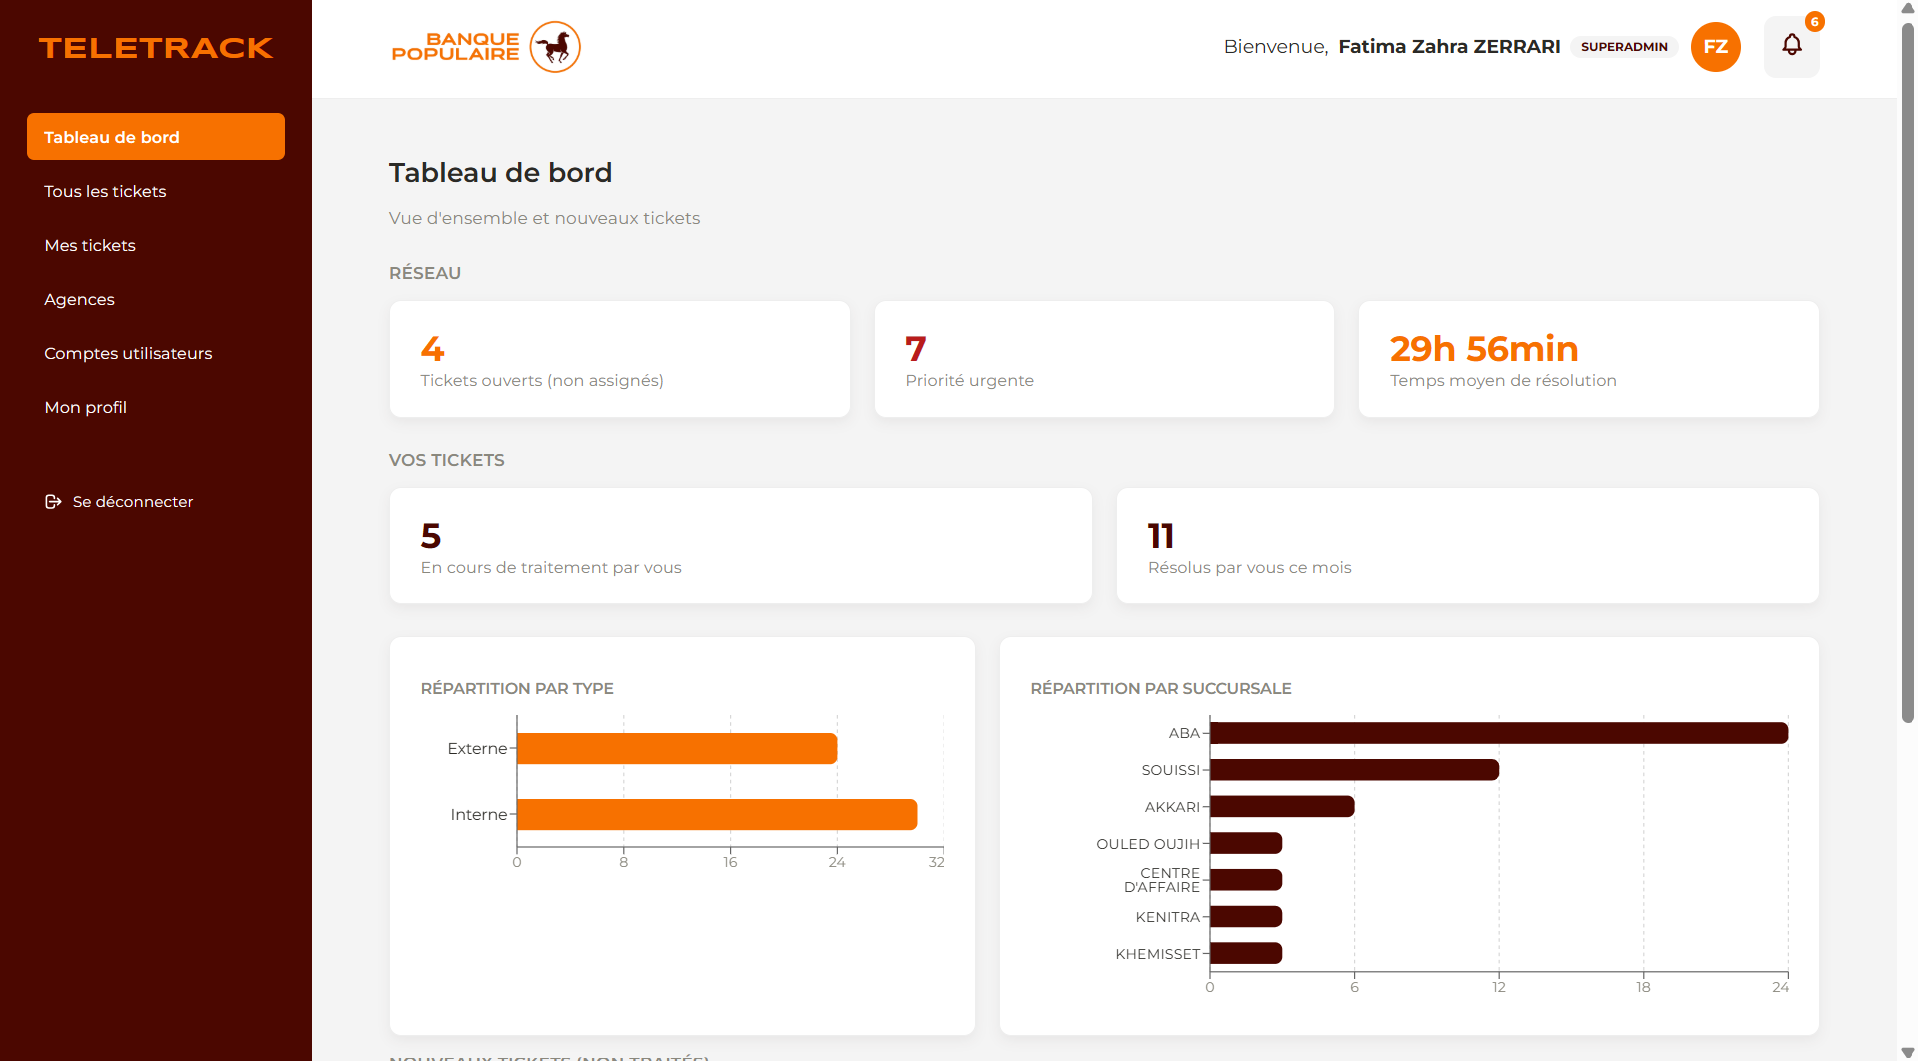 TELETRACK
BANQUE
POPULAIRE
Bienvenue, Fatima Zahra ZERRARI SUPERADMIN FZ 6
Tableau de bord
Tous les tickets
Mes tickets
Agences
Comptes utilisateurs
Mon profil
Se déconnecter
Tableau de bord
Vue d'ensemble et nouveaux tickets
RÉSEAU
4
Tickets ouverts (non assignés)
7
Priorité urgente
29h 56min
Temps moyen de résolution
VOS TICKETS
5
En cours de traitement par vous
11
Résolus par vous ce mois
RÉPARTITION PAR TYPE
Externe
Interne
0 8 16 24 32
RÉPARTITION PAR SUCCURSALE
ABA
SOUISSI
AKKARI
OULED OUJIH
CENTRE
D'AFFAIRE
KENITRA
KHEMISSET
0 6 12 18 24
NOUVEAUX TICKETS (NON TRAITÉS)